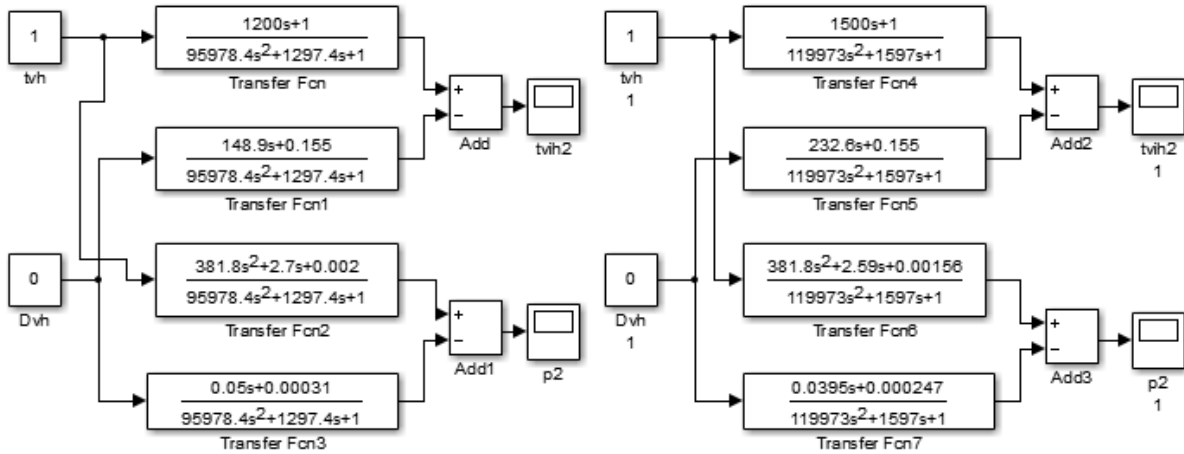 1
tvh
1200s+1
95978.4s²+1297.4s+1
Transfer Fcn
148.9s+0.155
95978.4s²+1297.4s+1
Transfer Fcn1
+
−
Add
tvih2
0
Dvh
381.8s²+2.7s+0.002
95978.4s²+1297.4s+1
Transfer Fcn2
0.05s+0.00031
95978.4s²+1297.4s+1
Transfer Fcn3
+
−
Add1
p2
1
tvh
1
1500s+1
119973s²+1597s+1
Transfer Fcn4
232.6s+0.155
119973s²+1597s+1
Transfer Fcn5
+
−
Add2
tvih2
1
0
Dvh
1
381.8s²+2.59s+0.00156
119973s²+1597s+1
Transfer Fcn6
0.0395s+0.000247
119973s²+1597s+1
Transfer Fcn7
+
−
Add3
p2
1